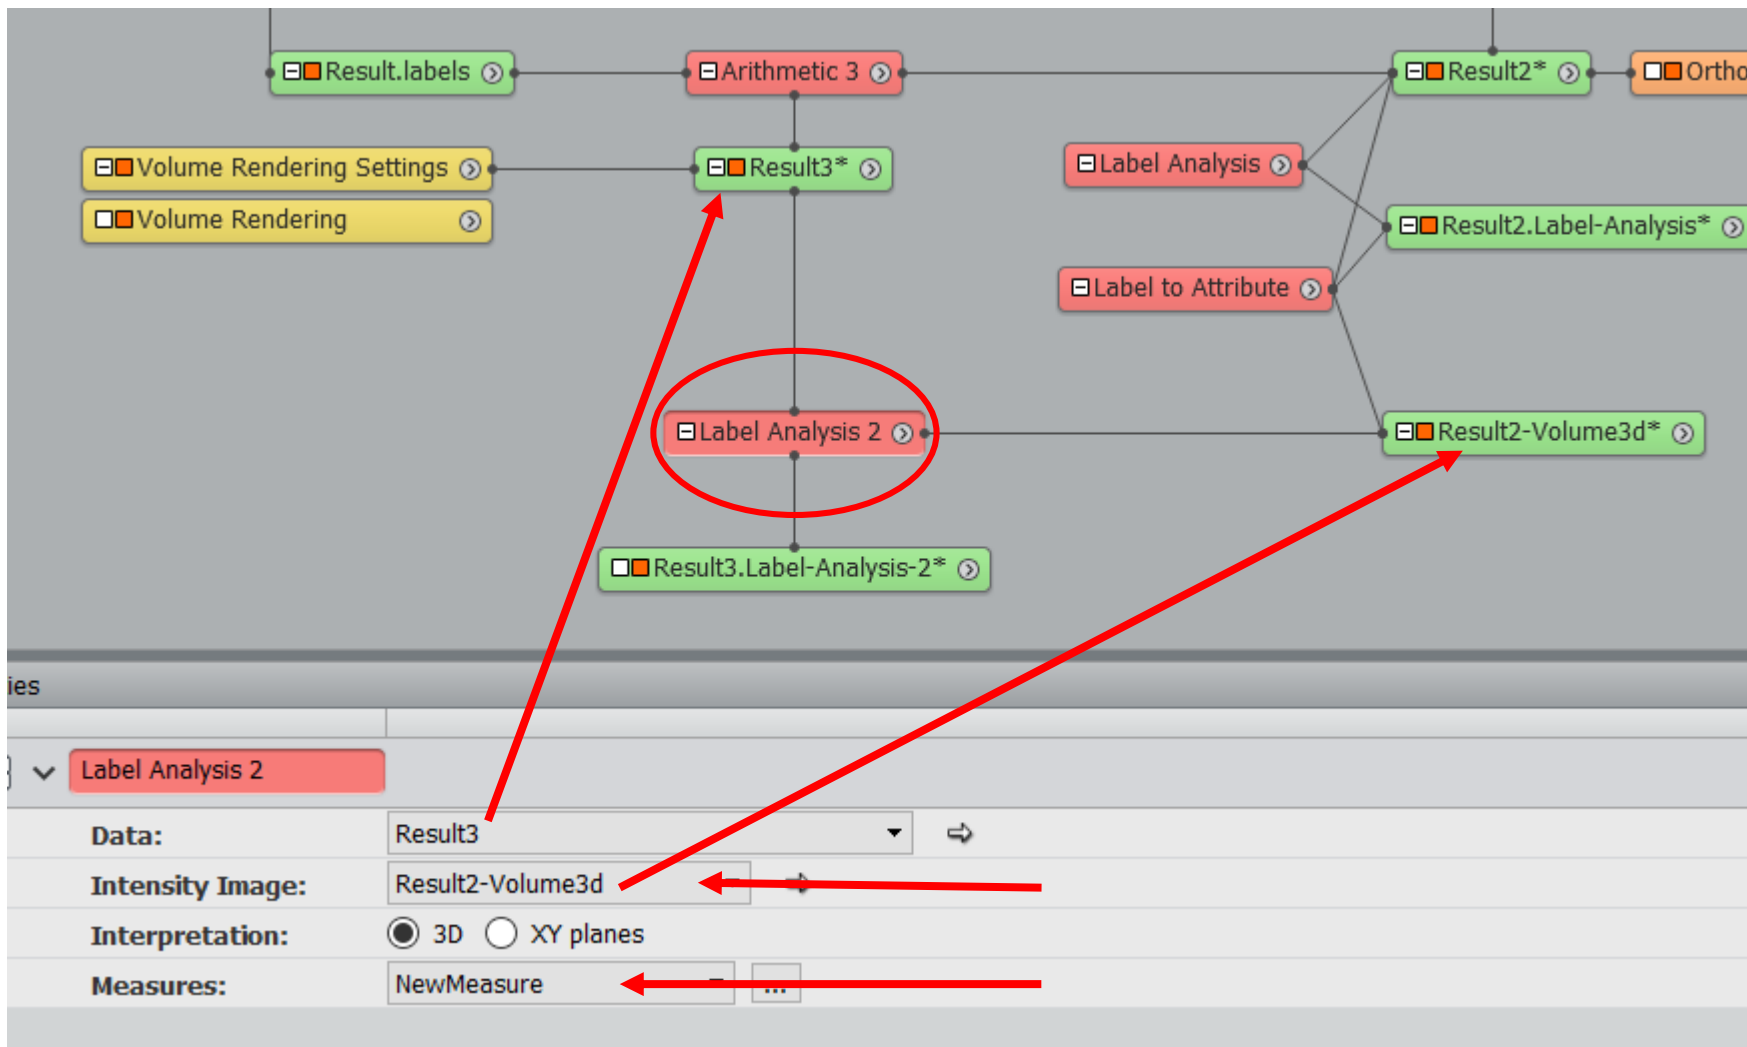 Result.labels
Arithmetic 3
Result2*
Ortho
Volume Rendering Settings
Result3*
Label Analysis
Volume Rendering
Result2.Label-Analysis*
Label to Attribute
Label Analysis 2
Result2-Volume3d*
Result3.Label-Analysis-2*
ies
Label Analysis 2
Data: Result3
Intensity Image: Result2-Volume3d
Interpretation: 3D XY planes
Measures: NewMeasure ...